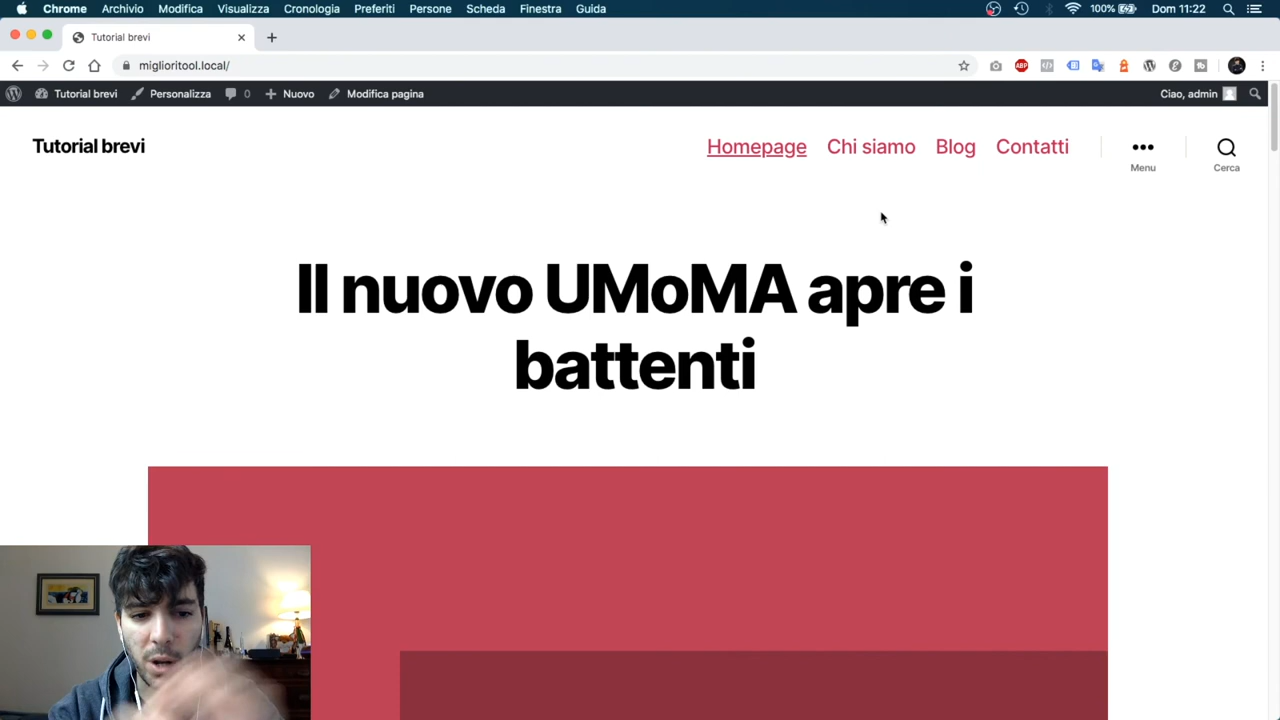 Chrome Archivio Modifica Visualizza Cronologia Preferiti Persone Scheda Finestra Guida 100% Dom 11:22
Tutorial brevi
miglioritool.local/
ABP
Tutorial brevi Personalizza 0 Nuovo Modifica pagina Ciao, admin
Tutorial brevi
Homepage Chi siamo Blog Contatti
Menu Cerca
Il nuovo UMoMA apre i
battenti